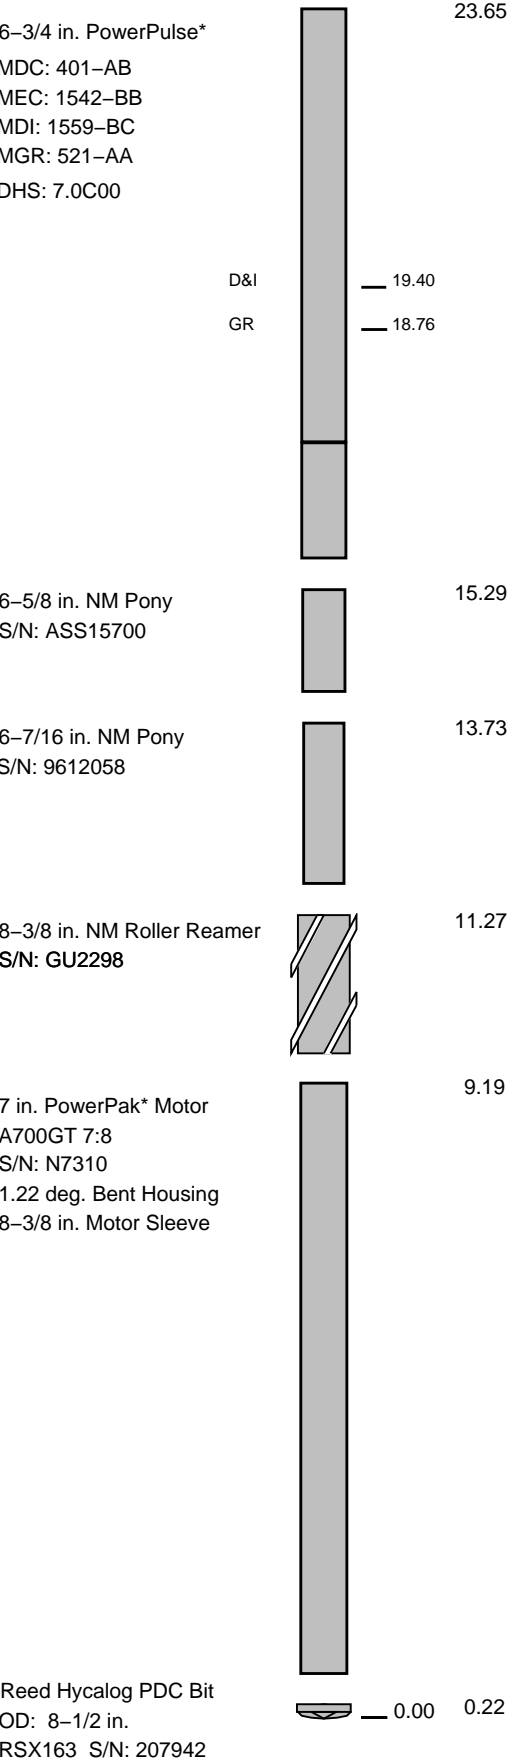 23.65
6–3/4 in. PowerPulse*
MDC: 401–AB
MEC: 1542–BB
MDI: 1559–BC
MGR: 521–AA
DHS: 7.0C00
D&I 19.40
GR 18.76
6–5/8 in. NM Pony 15.29
S/N: ASS15700
6–7/16 in. NM Pony 13.73
S/N: 9612058
8–3/8 in. NM Roller Reamer 11.27
S/N: GU2298
7 in. PowerPak* Motor 9.19
A700GT 7:8
S/N: N7310
1.22 deg. Bent Housing
8–3/8 in. Motor Sleeve
Reed Hycalog PDC Bit
OD: 8–1/2 in. 0.00 0.22
RSX163 S/N: 207942